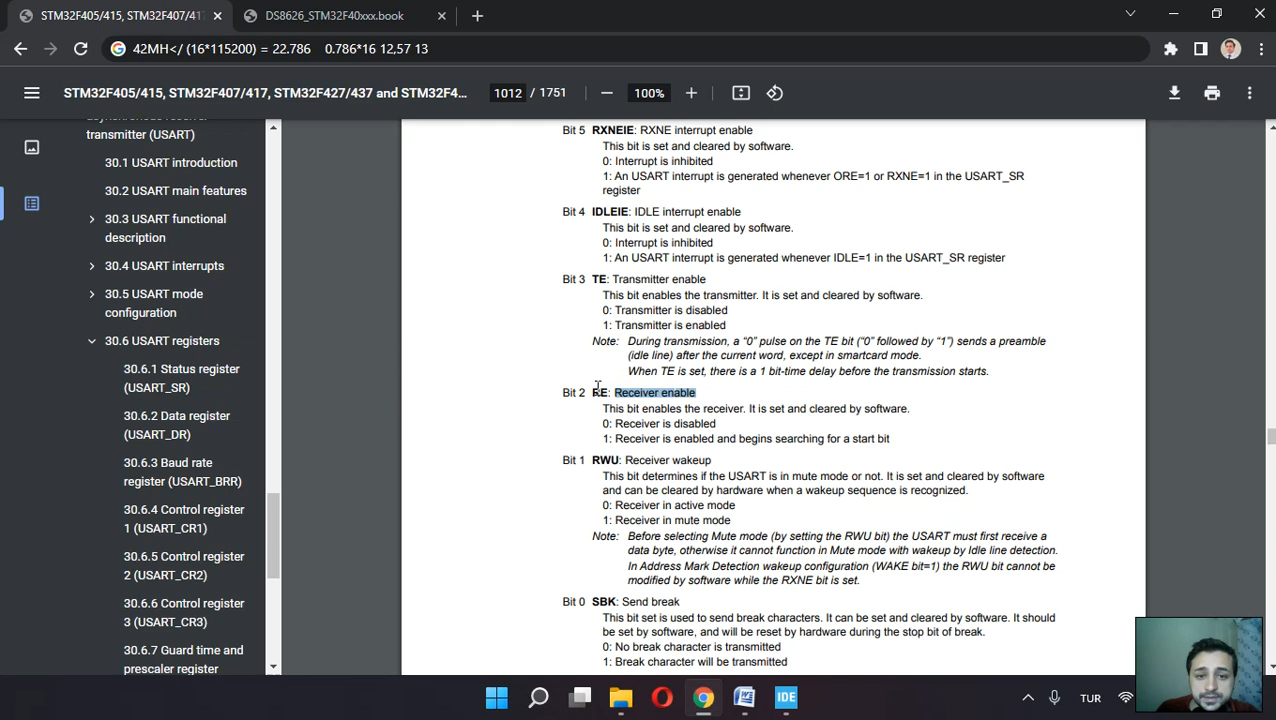 STM32F405/415, STM32F407/417
DS8626_STM32F40xxx.book
42MH</ (16*115200) = 22.786 0.786*16 12,57 13
STM32F405/415, STM32F407/417, STM32F427/437 and STM32F4...
1012 / 1751
100%
transmitter (USART)
30.1 USART introduction
30.2 USART main features
30.3 USART functional
description
30.4 USART interrupts
30.5 USART mode
configuration
30.6 USART registers
30.6.1 Status register
(USART_SR)
30.6.2 Data register
(USART_DR)
30.6.3 Baud rate
register (USART_BRR)
30.6.4 Control register
1 (USART_CR1)
30.6.5 Control register
2 (USART_CR2)
30.6.6 Control register
3 (USART_CR3)
30.6.7 Guard time and
prescaler register
Bit 5 RXNEIE: RXNE interrupt enable
This bit is set and cleared by software.
0: Interrupt is inhibited
1: An USART interrupt is generated whenever ORE=1 or RXNE=1 in the USART_SR
register
Bit 4 IDLEIE: IDLE interrupt enable
This bit is set and cleared by software.
0: Interrupt is inhibited
1: An USART interrupt is generated whenever IDLE=1 in the USART_SR register
Bit 3 TE: Transmitter enable
This bit enables the transmitter. It is set and cleared by software.
0: Transmitter is disabled
1: Transmitter is enabled
Note: During transmission, a “0” pulse on the TE bit (“0” followed by “1”) sends a preamble
(idle line) after the current word, except in smartcard mode.
When TE is set, there is a 1 bit-time delay before the transmission starts.
Bit 2 RE: Receiver enable
This bit enables the receiver. It is set and cleared by software.
0: Receiver is disabled
1: Receiver is enabled and begins searching for a start bit
Bit 1 RWU: Receiver wakeup
This bit determines if the USART is in mute mode or not. It is set and cleared by software
and can be cleared by hardware when a wakeup sequence is recognized.
0: Receiver in active mode
1: Receiver in mute mode
Note: Before selecting Mute mode (by setting the RWU bit) the USART must first receive a
data byte, otherwise it cannot function in Mute mode with wakeup by Idle line detection.
In Address Mark Detection wakeup configuration (WAKE bit=1) the RWU bit cannot be
modified by software while the RXNE bit is set.
Bit 0 SBK: Send break
This bit set is used to send break characters. It can be set and cleared by software. It should
be set by software, and will be reset by hardware during the stop bit of break.
0: No break character is transmitted
1: Break character will be transmitted
IDE
TUR